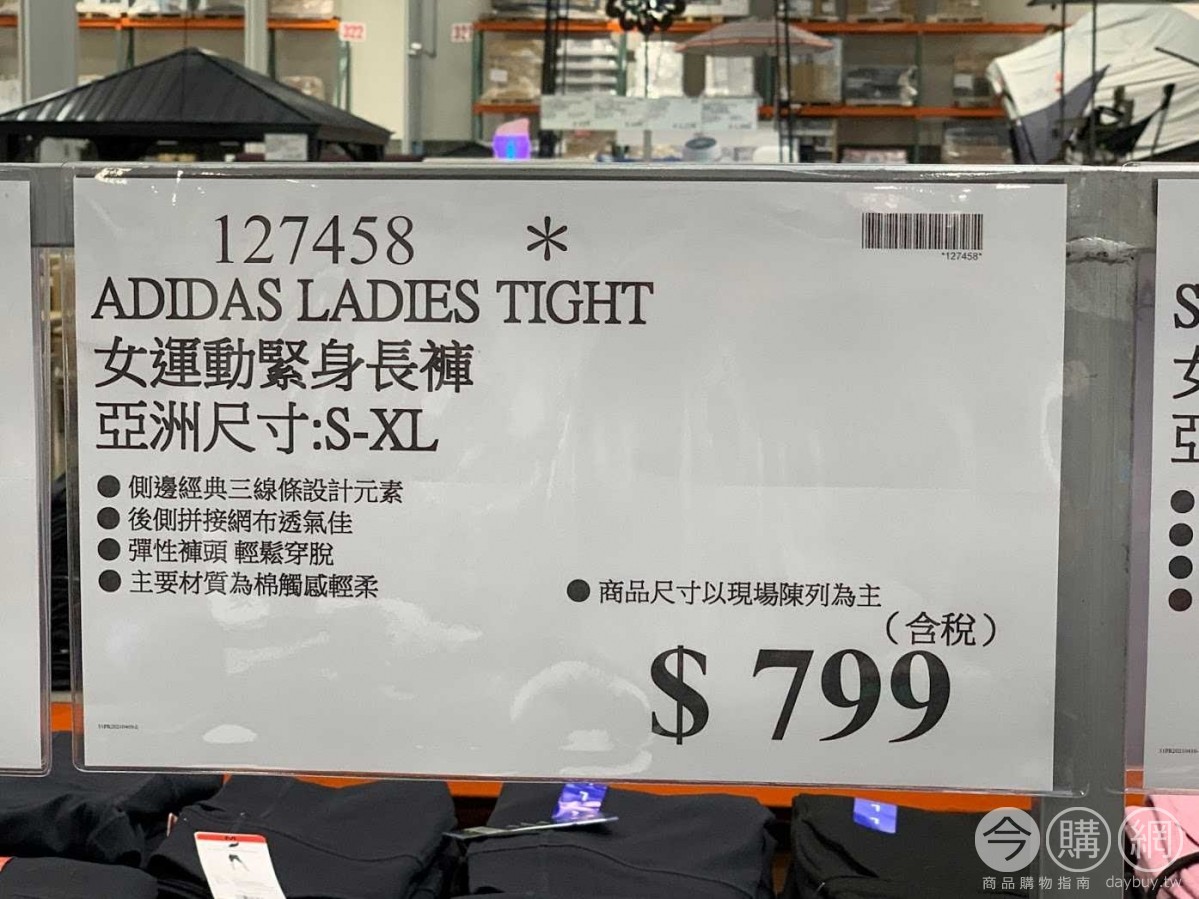 322
127458 *
*127458*
ADIDAS LADIES TIGHT
女運動緊身長褲
亞洲尺寸:S-XL
● 側邊經典三線條設計元素
● 後側拼接網布透氣佳
● 彈性褲頭 輕鬆穿脫
● 主要材質為棉觸感輕柔
● 商品尺寸以現場陳列為主
（含稅）
$ 799
S
女
亞
今購網
商品購物指南 daybuy.tw